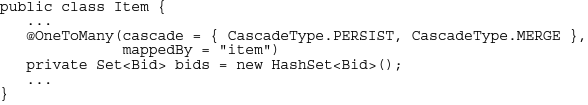 public class Item {
...
@OneToMany(cascade = { CascadeType.PERSIST, CascadeType.MERGE },
mappedBy = "item")
private Set<Bid> bids = new HashSet<Bid>();
...
}